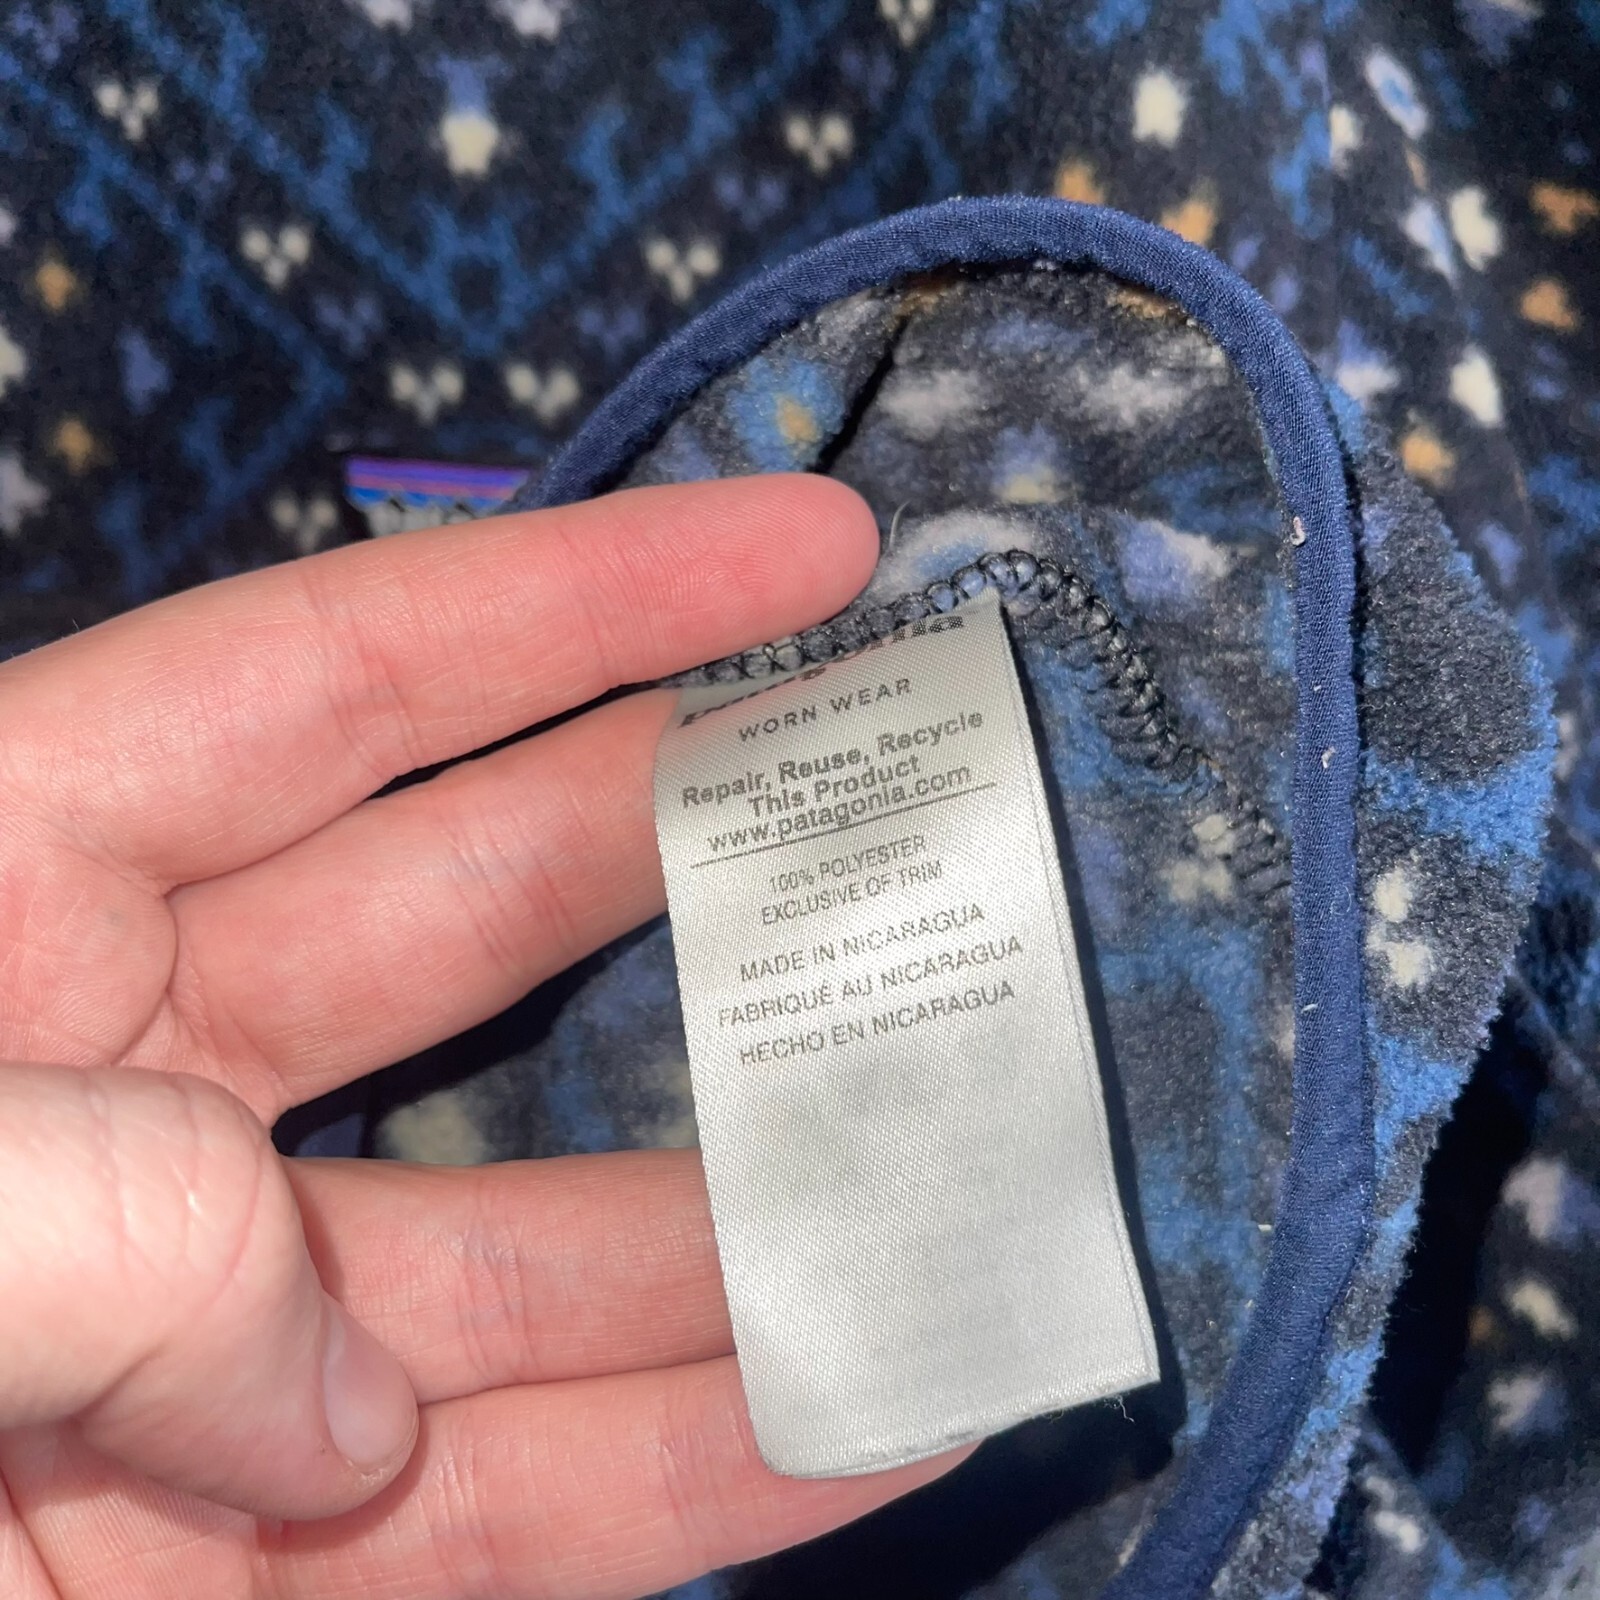 patagonia
WORN WEAR
Repair, Reuse, Recycle
This Product
www.patagonia.com
100% POLYESTER
EXCLUSIVE OF TRIM
MADE IN NICARAGUA
FABRIQUÉ AU NICARAGUA
HECHO EN NICARAGUA